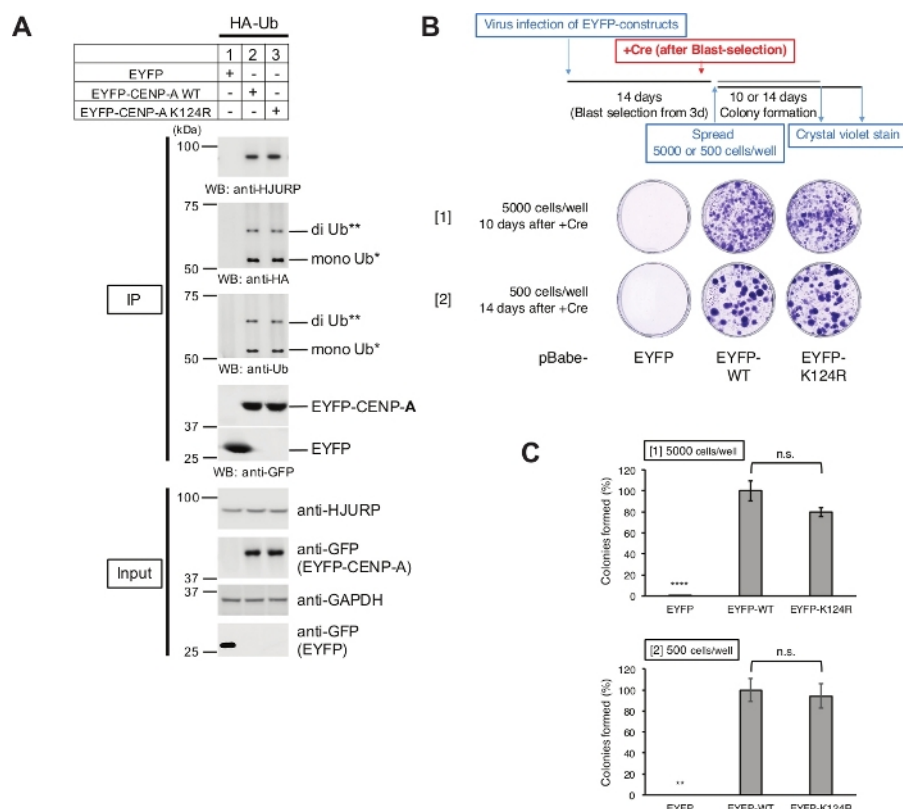 A
HA-Ub
1 2 3
EYFP + - -
EYFP-CENP-A WT - + -
EYFP-CENP-A K124R - - +
(kDa)
100
WB: anti-HJURP
75
di Ub**
mono Ub*
50
WB: anti-HA
75
di Ub**
mono Ub*
50
WB: anti-Ub
EYFP-CENP-A
37
37
EYFP
25
WB: anti-GFP
IP
100
anti-HJURP
anti-GFP
(EYFP-CENP-A)
37
anti-GAPDH
37
anti-GFP
(EYFP)
25
Input
B
Virus infection of EYFP-constructs
+Cre (after Blast-selection)
14 days
(Blast selection from 3d)
10 or 14 days
Colony formation
Spread
5000 or 500 cells/well
Crystal violet stain
[1]
5000 cells/well
10 days after +Cre
[2]
500 cells/well
14 days after +Cre
pBabe-
EYFP
EYFP-
WT
EYFP-
K124R
C
[1] 5000 cells/well
n.s.
Colonies formed (%)
120
100
80
60
40
20
0
****
EYFP
EYFP-WT
EYFP-K124R
[2] 500 cells/well
n.s.
Colonies formed (%)
120
100
80
60
40
20
0
**
EYFP
EYFP-WT
EYFP-K124R